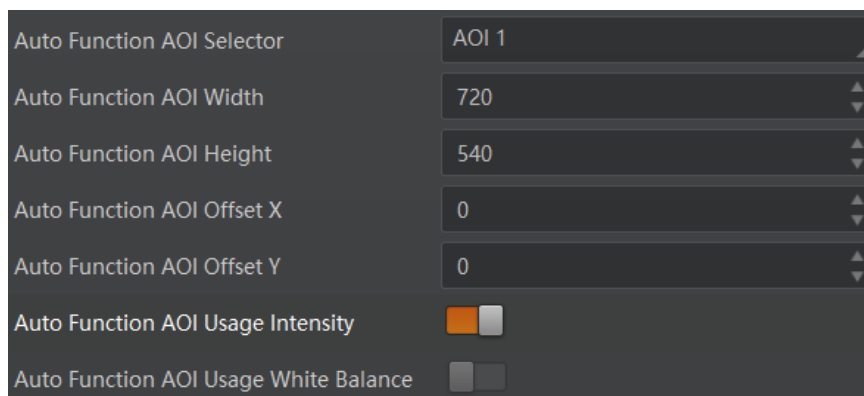 Auto Function AOI Selector AOI 1
Auto Function AOI Width 720
Auto Function AOI Height 540
Auto Function AOI Offset X 0
Auto Function AOI Offset Y 0
Auto Function AOI Usage Intensity
Auto Function AOI Usage White Balance